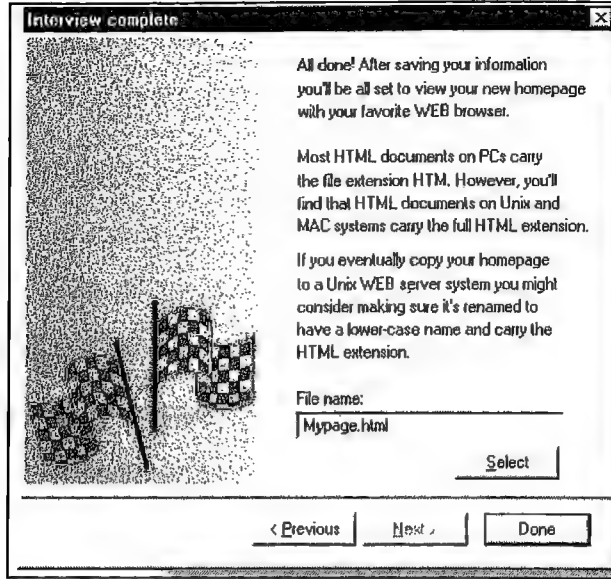 Interview complete
All done! After saving your information
you'll be all set to view your new homepage
with your favorite WEB browser.
Most HTML documents on PCs carry
the file extension HTM. However, you'll
find that HTML documents on Unix and
MAC systems carry the full HTML extension.
If you eventually copy your homepage
to a Unix WEB server system you might
consider making sure it's renamed to
have a lower-case name and carry the
HTML extension.
File name:
Mypage.html
Select
< Previous
Next >
Done